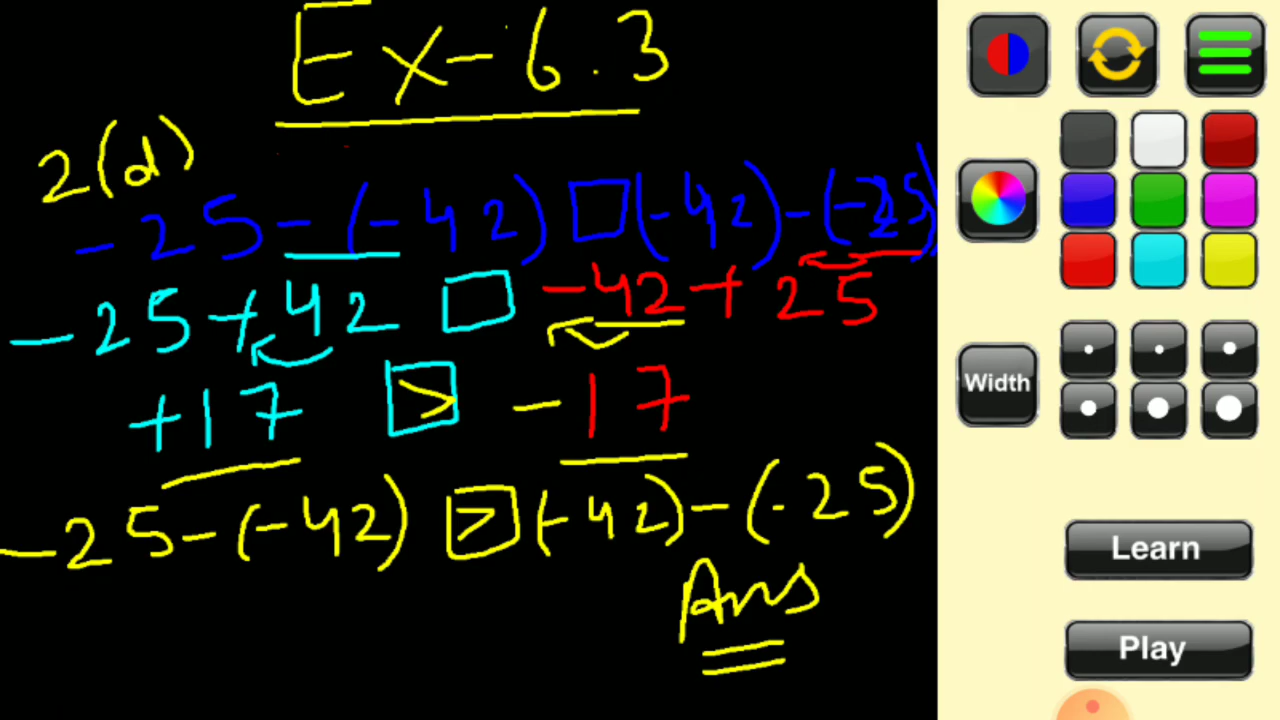 Ex-6.3
2(d)
-25-(-42) □ (-42)-(-25)
-25+42 □ -42+25
+17 > -17
-25-(-42) > (-42)-(-25)
Ans
Width
Learn
Play